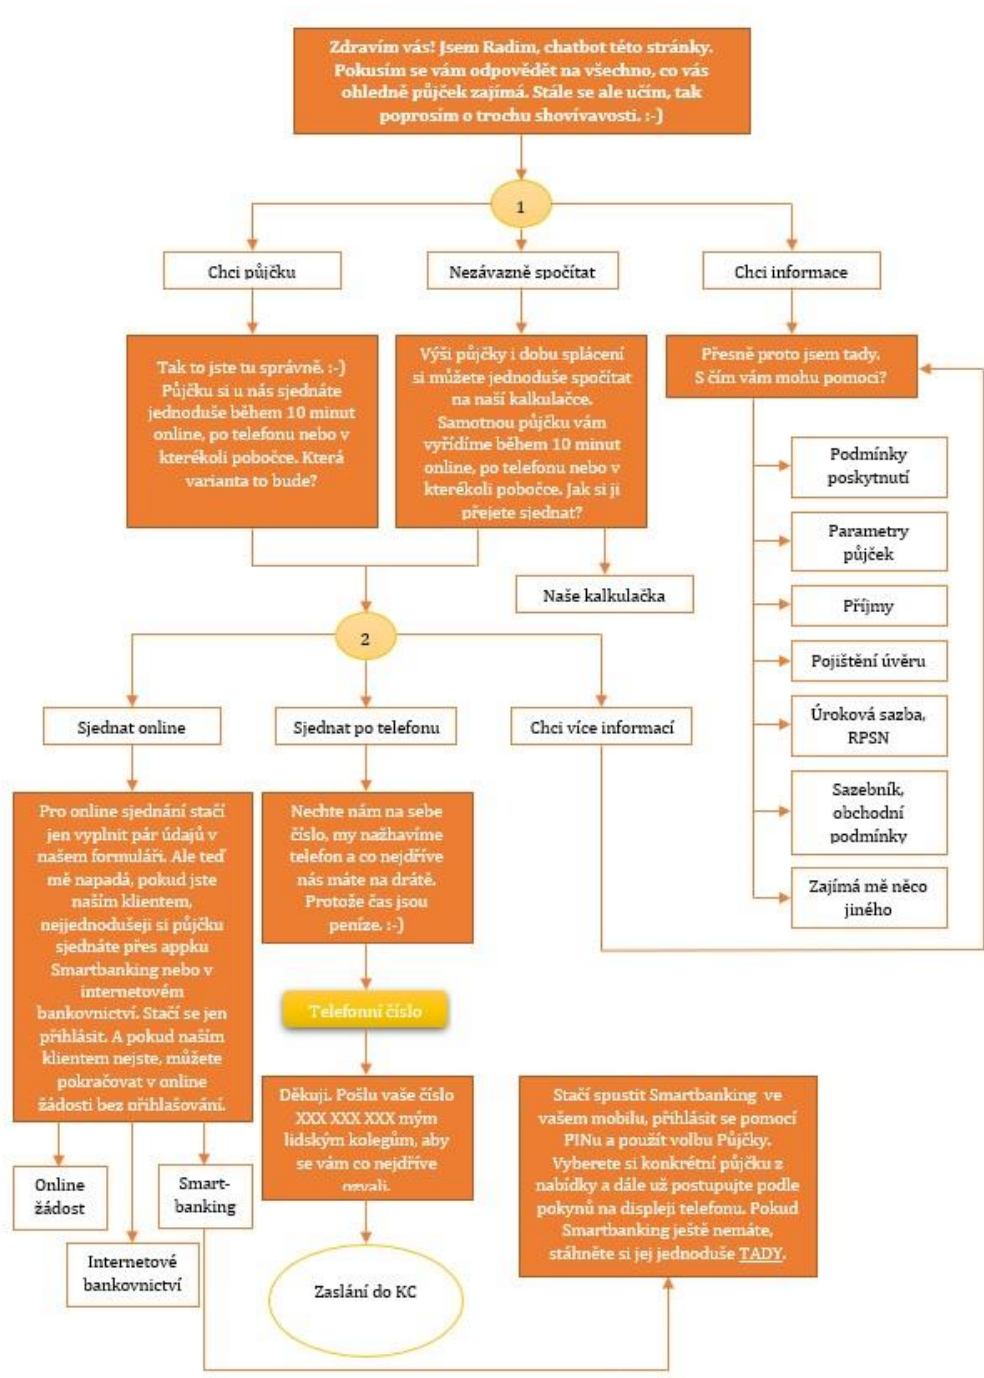 Zdravím vás! Jsem Radim, chatbot této stránky.
Pokusím se vám odpovědět na všechno, co vás
ohledně půjček zajímá. Stále se ale učím, tak
poprosím o trochu shovívavosti. :-)
1
Chci půjčku
Nezávazně spočítat
Chci informace
Tak to jste tu správně. :-)
Půjčku si u nás sjednáte
jednoduše během 10 minut
online, po telefonu nebo v
kterékoli pobočce. Která
varianta to bude?
Výši půjčky i dobu splácení
si můžete jednoduše spočítat
na naší kalkulačce.
Samotnou půjčku vám
vyřídíme během 10 minut
online, po telefonu nebo v
kterékoli pobočce. Jak si ji
přejete sjednat?
Přesně proto jsem tady.
S čím vám mohu pomoci?
Podmínky
poskytnutí
Parametry
půjček
Příjmy
Pojištění úvěru
Úroková sazba,
RPSN
Sazebník,
obchodní
podmínky
Zajímá mě něco
jiného
Naše kalkulačka
2
Sjednat online
Sjednat po telefonu
Chci více informací
Pro online sjednání stačí
jen vyplnit pár údajů v
našem formuláři. Ale teď
mě napadá, pokud jste
naším klientem,
nejjednodušeji si půjčku
sjednáte přes appku
Smartbanking nebo v
internetovém
bankovnictví. Stačí se jen
přihlásit. A pokud naším
klientem nejste, můžete
pokračovat v online
žádosti bez přihlašování.
Nechte nám na sebe
číslo, my nažhavíme
telefon a co nejdříve
nás máte na drátě.
Protože čas jsou
peníze. :-)
Telefonní číslo
Děkuji. Pošlu vaše číslo
XXX XXX XXX mým
lidským kolegům, aby
se vám co nejdříve
ozvali.
Zaslání do KC
Online
žádost
Internetové
bankovnictví
Smart-
banking
Stačí spustit Smartbanking ve
vašem mobilu, přihlásit se pomocí
PINu a použít volbu Půjčky.
Vyberete si konkrétní půjčku z
nabídky a dále už postupujte podle
pokynů na displeji telefonu. Pokud
Smartbanking ještě nemáte,
stáhněte si jej jednoduše TADY.